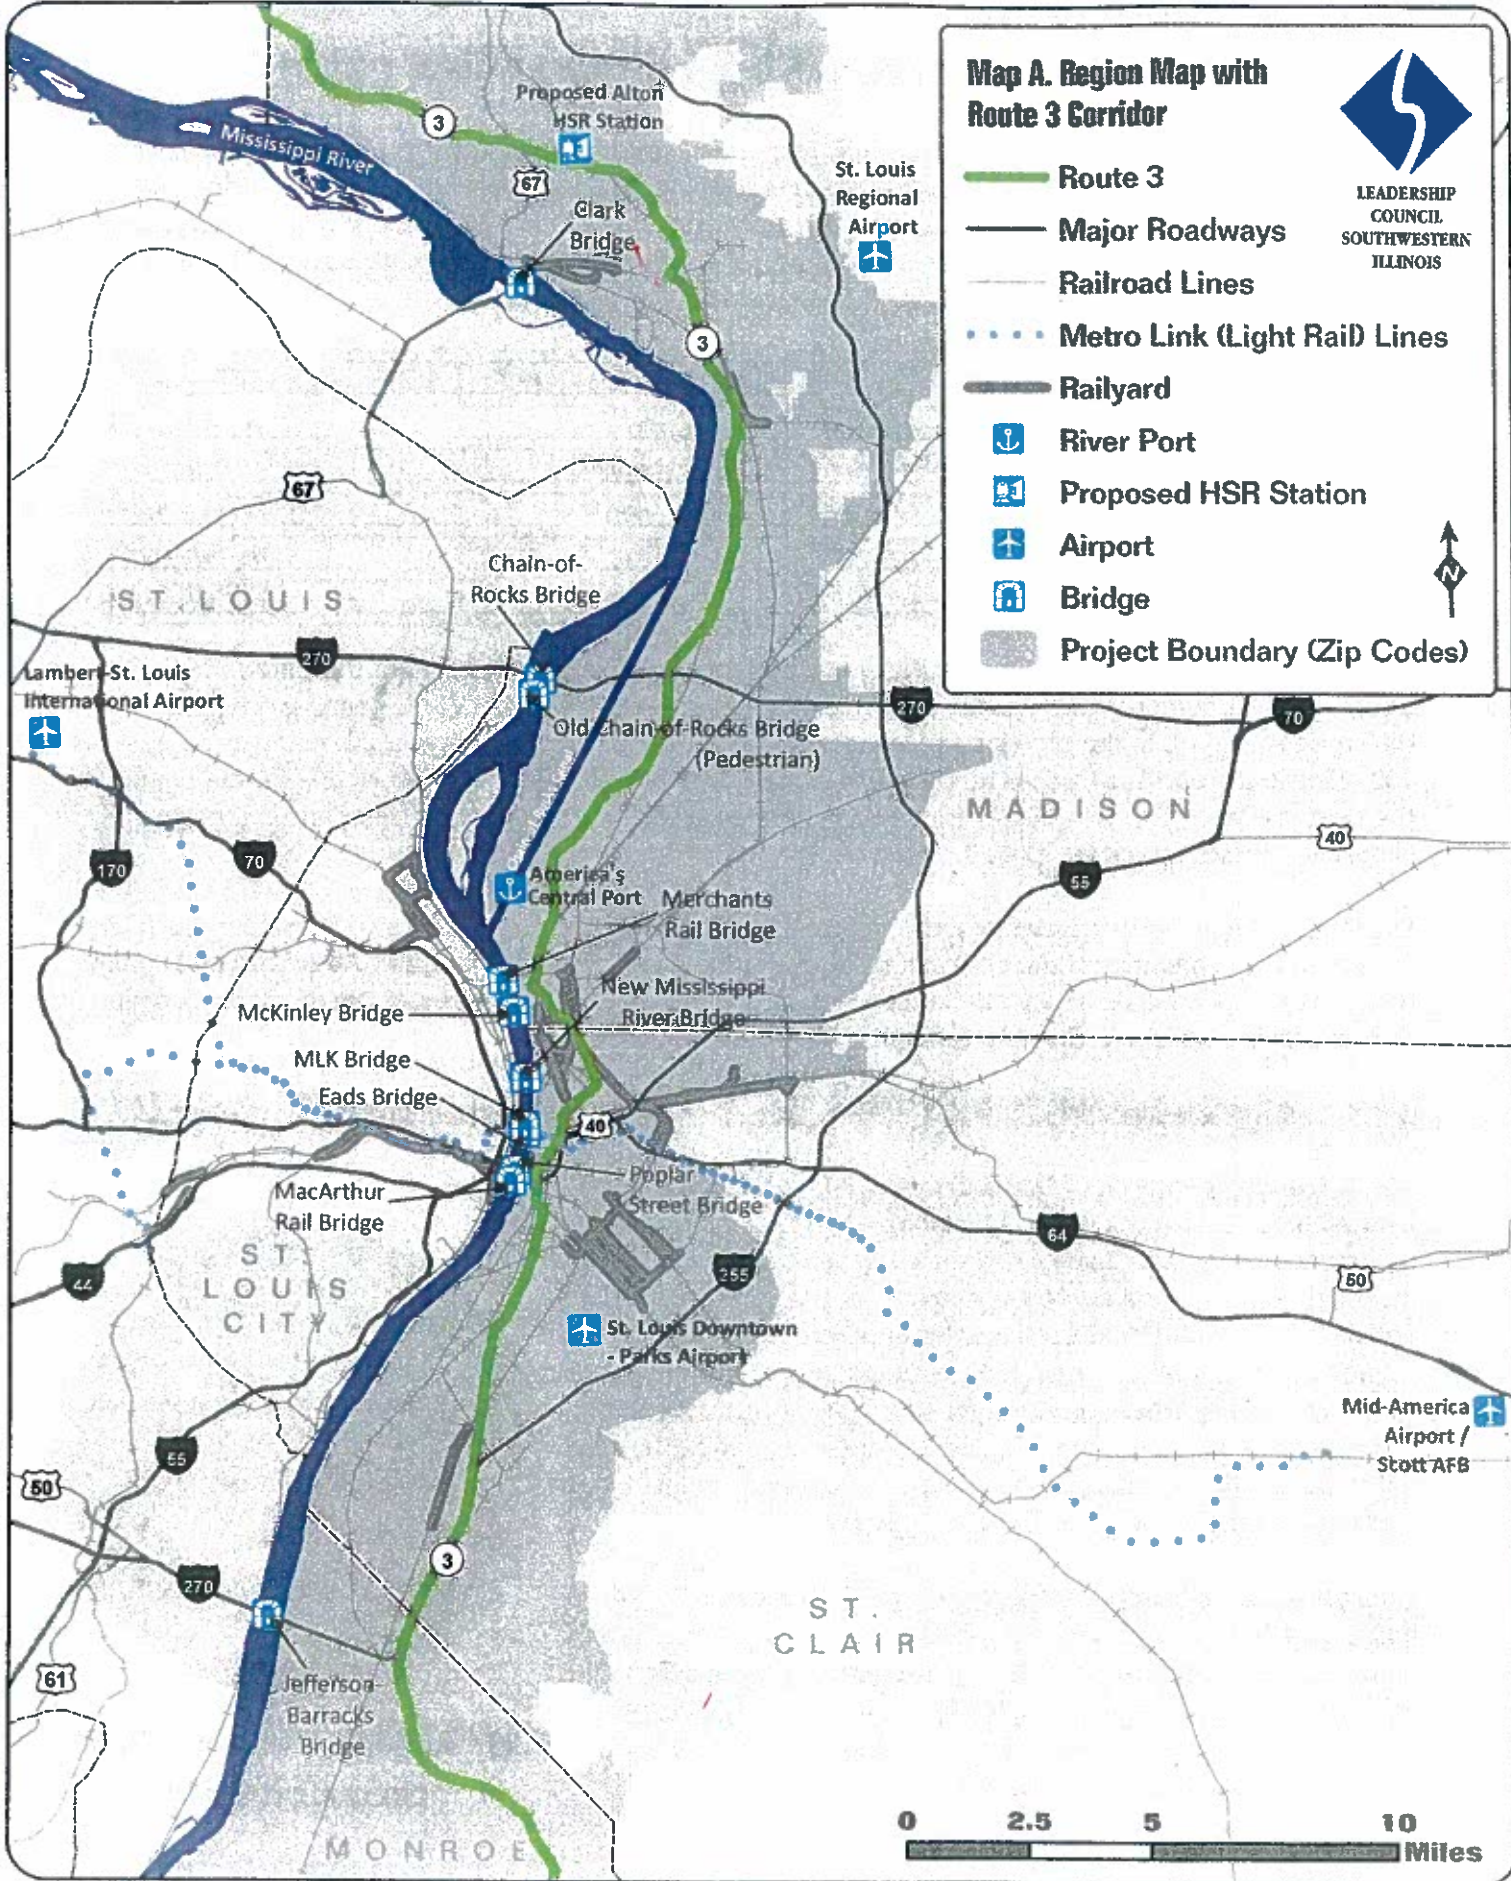 Map A. Region Map with
Route 3 Corridor
LEADERSHIP
COUNCIL
SOUTHWESTERN
ILLINOIS
Route 3
Major Roadways
Railroad Lines
Metro Link (Light Rail) Lines
Railyard
River Port
Proposed HSR Station
Airport
Bridge
Project Boundary (Zip Codes)
N
Proposed Alton
HSR Station
3
Mississippi River
67
Clark
Bridge
St. Louis
Regional
Airport
3
67
Chain-of-
Rocks Bridge
ST. LOUIS
270
Lambert-St. Louis
International Airport
270
70
Old Chain-of-Rocks Bridge
(Pedestrian)
MADISON
40
170
70
55
America's
Central Port
Merchants
Rail Bridge
New Mississippi
River Bridge
McKinley Bridge
MLK Bridge
Eads Bridge
40
Poplar
Street Bridge
MacArthur
Rail Bridge
64
ST.
LOUIS
CITY
44
255
50
St. Louis Downtown
- Parks Airport
Mid-America
Airport /
Scott AFB
55
50
3
270
ST.
CLAIR
61
Jefferson-
Barracks
Bridge
MONROE
0 2.5 5 10
Miles